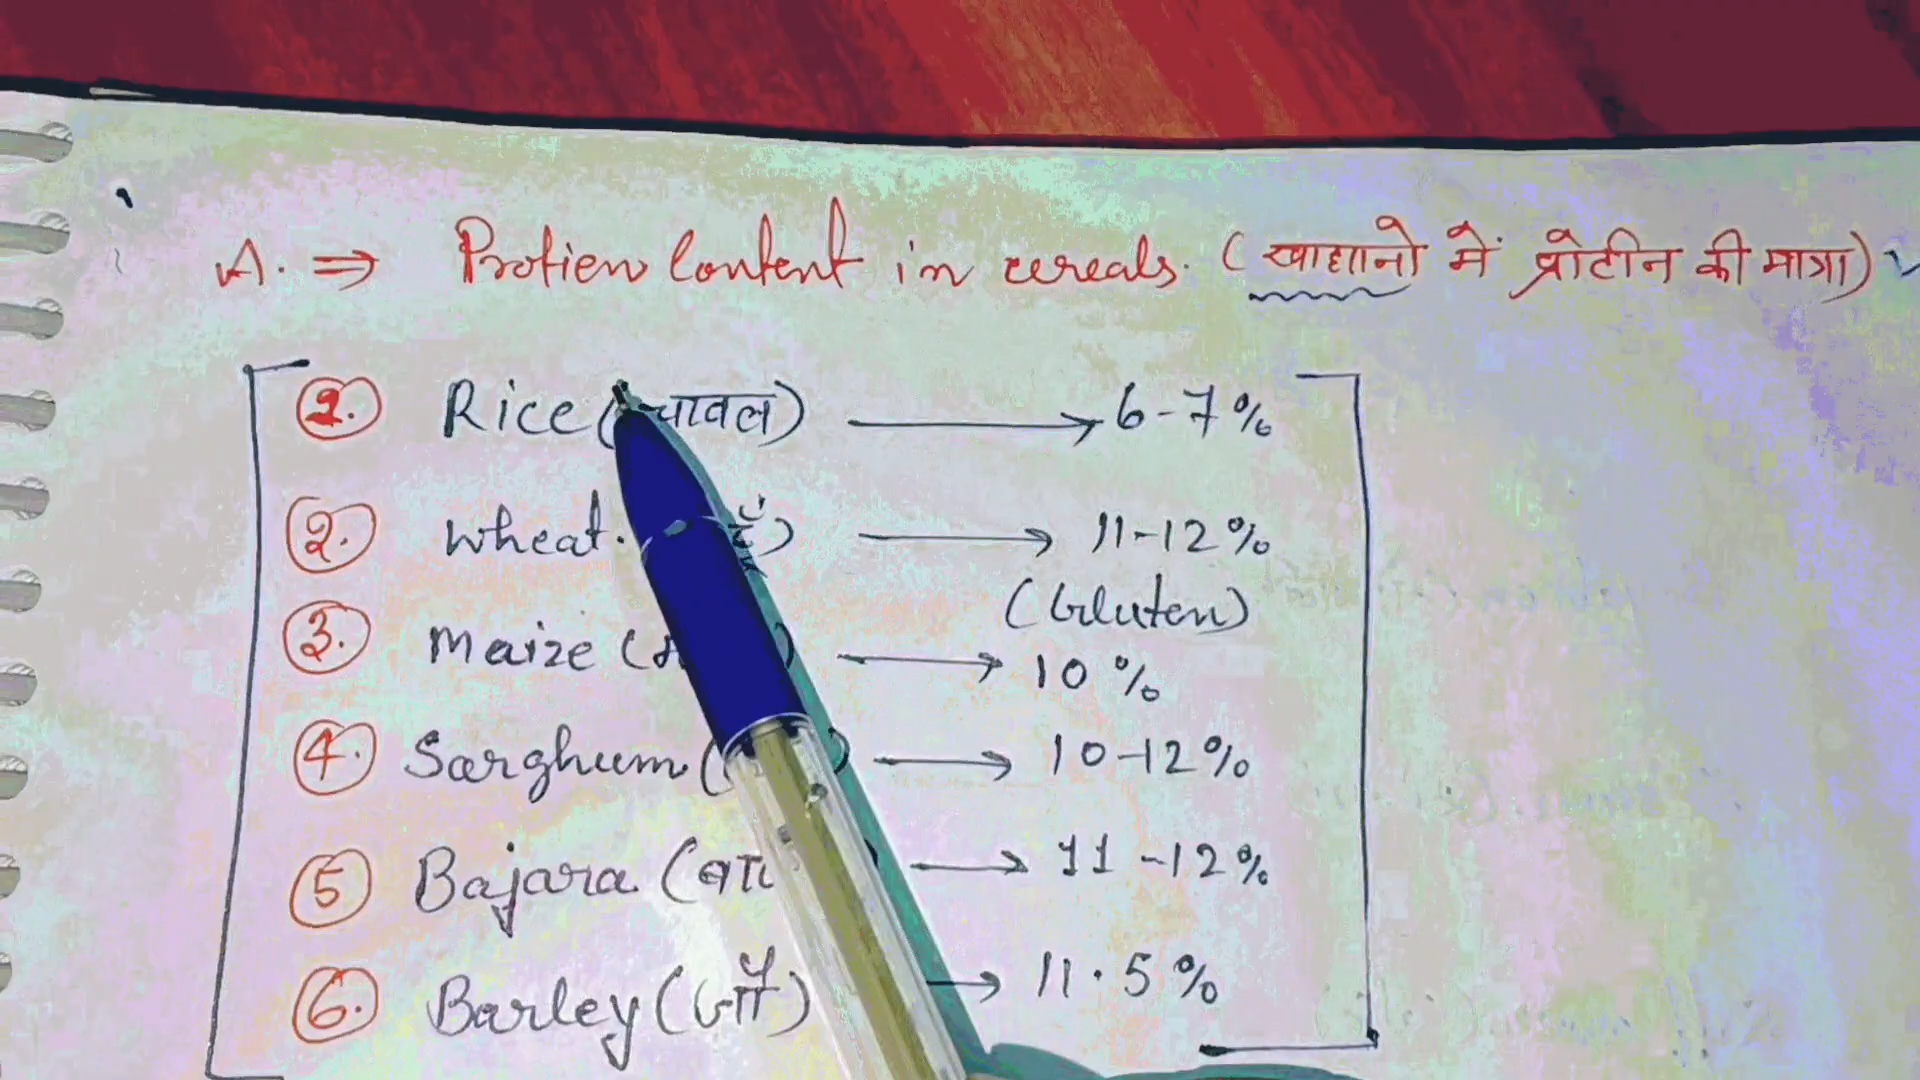 A. ⇒ Protien Content in cereals. (खाद्यानो में प्रोटीन की मात्रा)
1. Rice (चावल) → 6-7%
2. Wheat. → 11-12%
(Gluten)
3. Maize → 10%
4. Sarghum → 10-12%
5 Bajara → 11-12%
6. Barley (जौ) → 11.5%